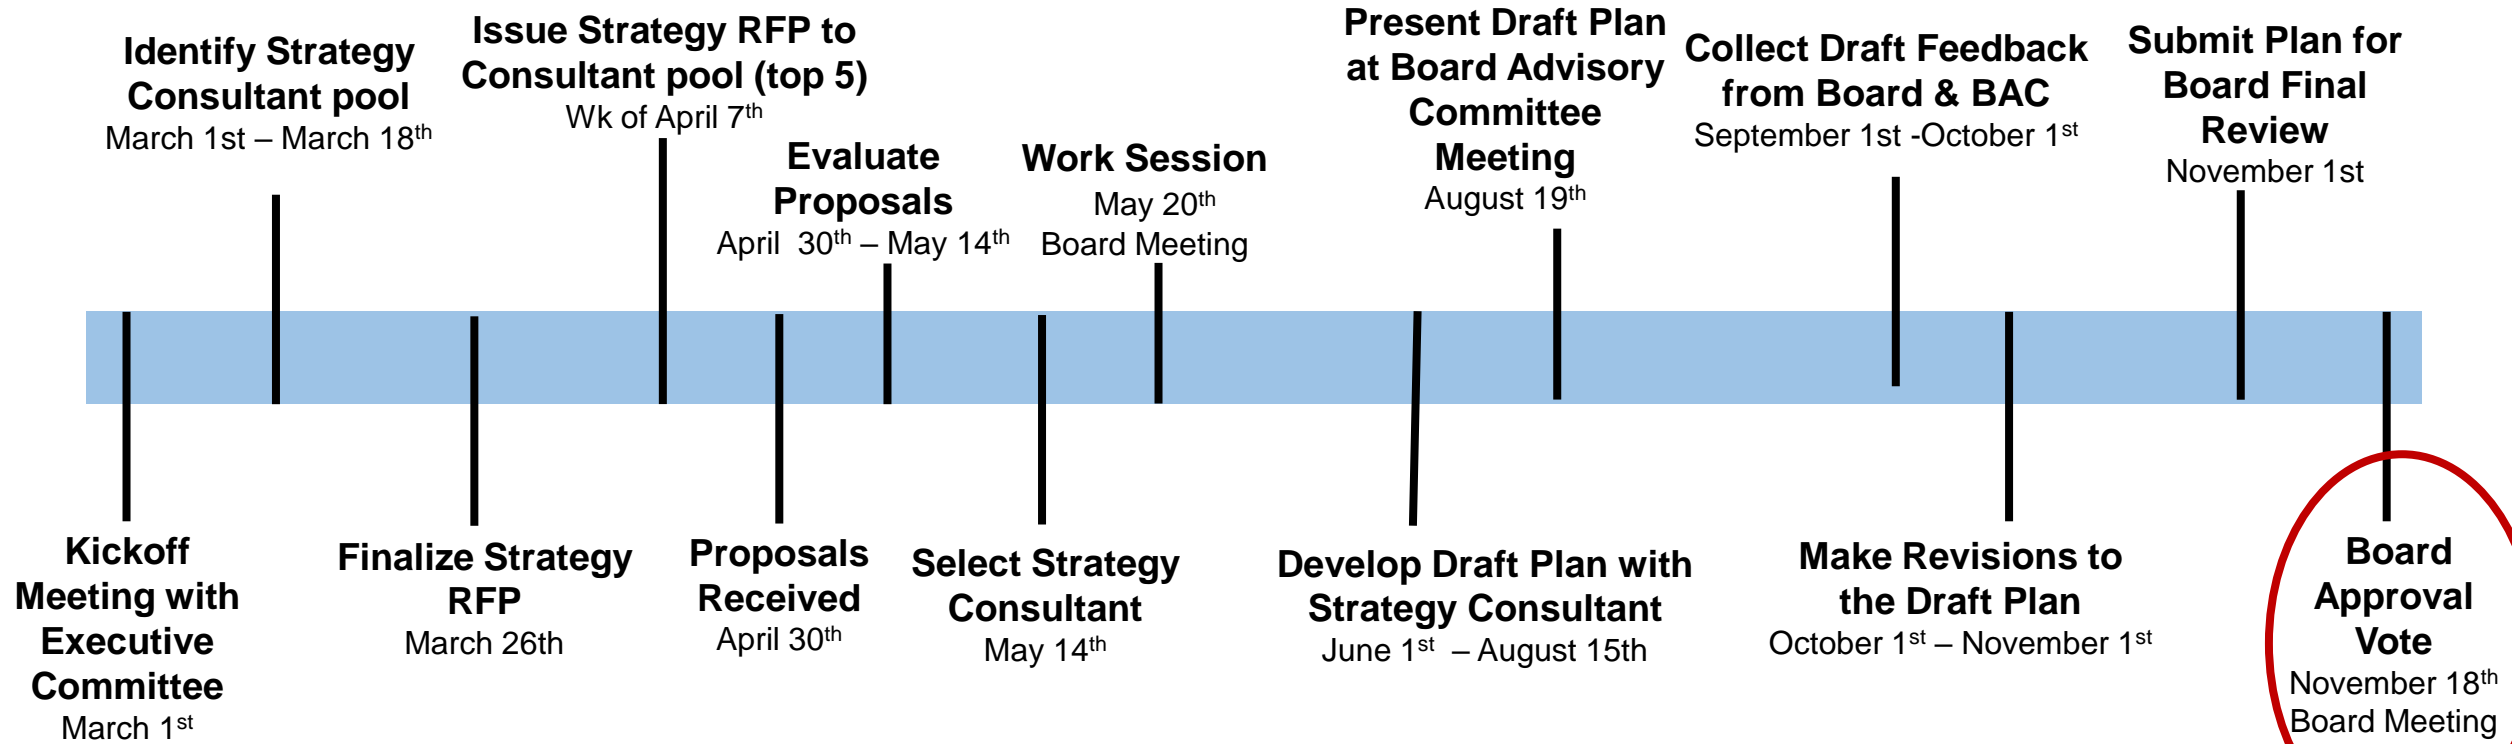 Identify Strategy
Consultant pool
March 1st – March 18th
Issue Strategy RFP to
Consultant pool (top 5)
Wk of April 7th
Evaluate
Proposals
April  30th – May 14th
Work Session
May 20th
Board Meeting
Present Draft Plan
at Board Advisory
Committee
Meeting
August 19th
Collect Draft Feedback
from Board & BAC
September 1st -October 1st
Submit Plan for
Board Final
Review
November 1st
Kickoff
Meeting with
Executive
Committee
March 1st
Finalize Strategy
RFP
March 26th
Proposals
Received
April 30th
Select Strategy
Consultant
May 14th
Develop Draft Plan with
Strategy Consultant
June 1st  – August 15th
Make Revisions to
the Draft Plan
October 1st – November 1st
Board
Approval
Vote
November 18th
Board Meeting